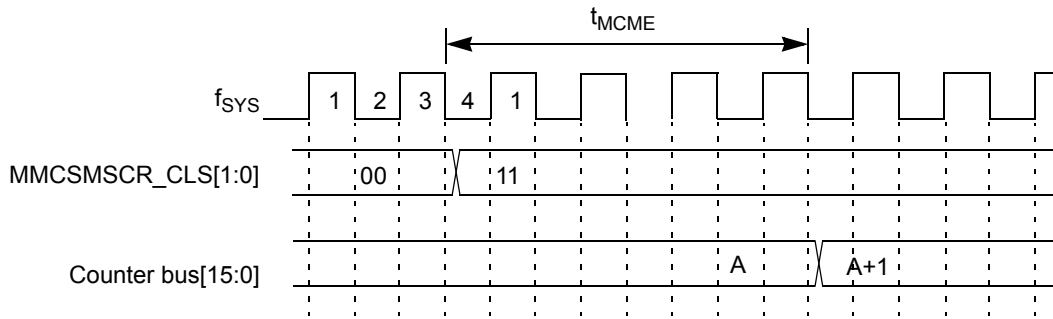 tMCME
fSYS 1 2 3 4 1
MMCSMSCR_CLS[1:0] 00 11
Counter bus[15:0] A A+1